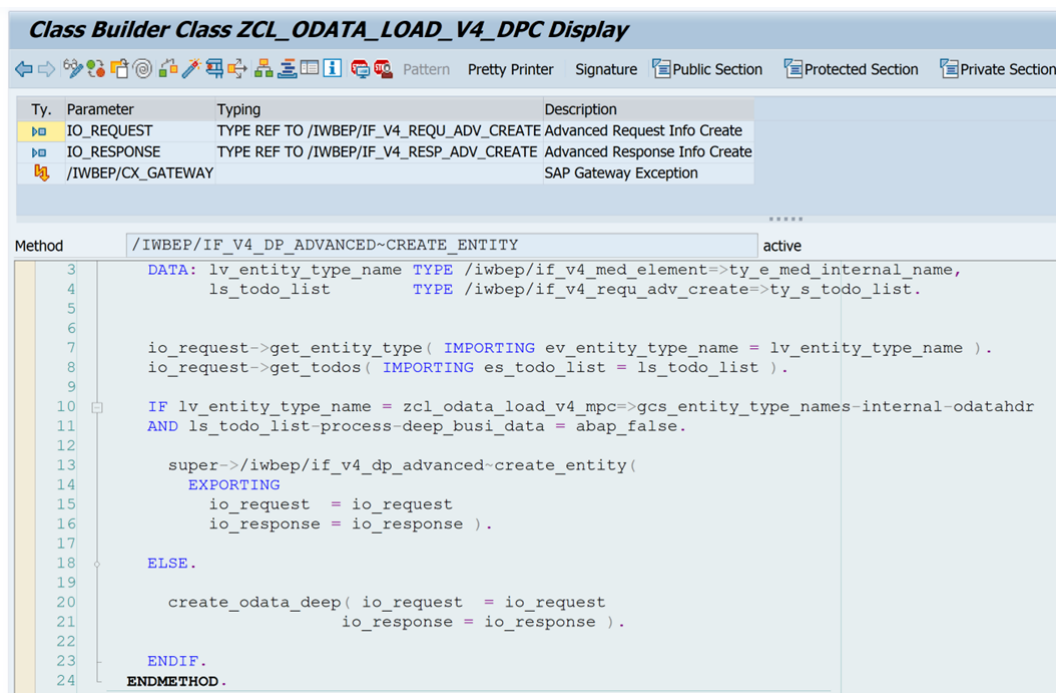 Class Builder Class ZCL_ODATA_LOAD_V4_DPC Display
Pattern Pretty Printer Signature Public Section Protected Section Private Section
Ty. Parameter Typing Description
IO_REQUEST TYPE REF TO /IWBEP/IF_V4_REQU_ADV_CREATE Advanced Request Info Create
IO_RESPONSE TYPE REF TO /IWBEP/IF_V4_RESP_ADV_CREATE Advanced Response Info Create
/IWBEP/CX_GATEWAY SAP Gateway Exception
Method /IWBEP/IF_V4_DP_ADVANCED~CREATE_ENTITY active
3 DATA: lv_entity_type_name TYPE /iwbep/if_v4_med_element=>ty_e_med_internal_name,
4 ls_todo_list TYPE /iwbep/if_v4_requ_adv_create=>ty_s_todo_list.
5
6
7 io_request->get_entity_type( IMPORTING ev_entity_type_name = lv_entity_type_name ).
8 io_request->get_todos( IMPORTING es_todo_list = ls_todo_list ).
9
10 IF lv_entity_type_name = zcl_odata_load_v4_mpc=>gcs_entity_type_names-internal-odatahdr
11 AND ls_todo_list-process-deep_busi_data = abap_false.
12
13 super->/iwbep/if_v4_dp_advanced~create_entity(
14 EXPORTING
15 io_request = io_request
16 io_response = io_response ).
17
18 ELSE.
19
20 create_odata_deep( io_request = io_request
21 io_response = io_response ).
22
23 ENDIF.
24 ENDMETHOD.